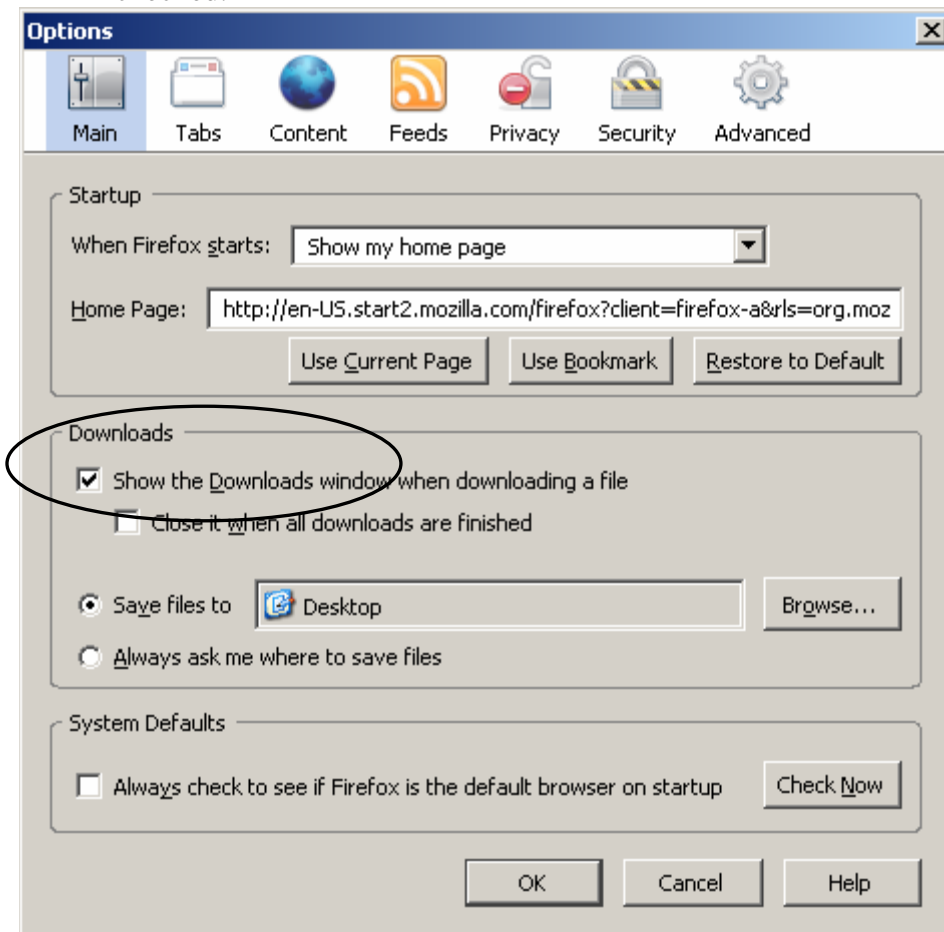 Options
Main Tabs Content Feeds Privacy Security Advanced
Startup
When Firefox starts: Show my home page
Home Page: http://en-US.start2.mozilla.com/firefox?client=firefox-a&rls=org.moz
Use Current Page Use Bookmark Restore to Default
Downloads
Show the Downloads window when downloading a file
Close it when all downloads are finished
Save files to Desktop Browse...
Always ask me where to save files
System Defaults
Always check to see if Firefox is the default browser on startup Check Now
OK Cancel Help